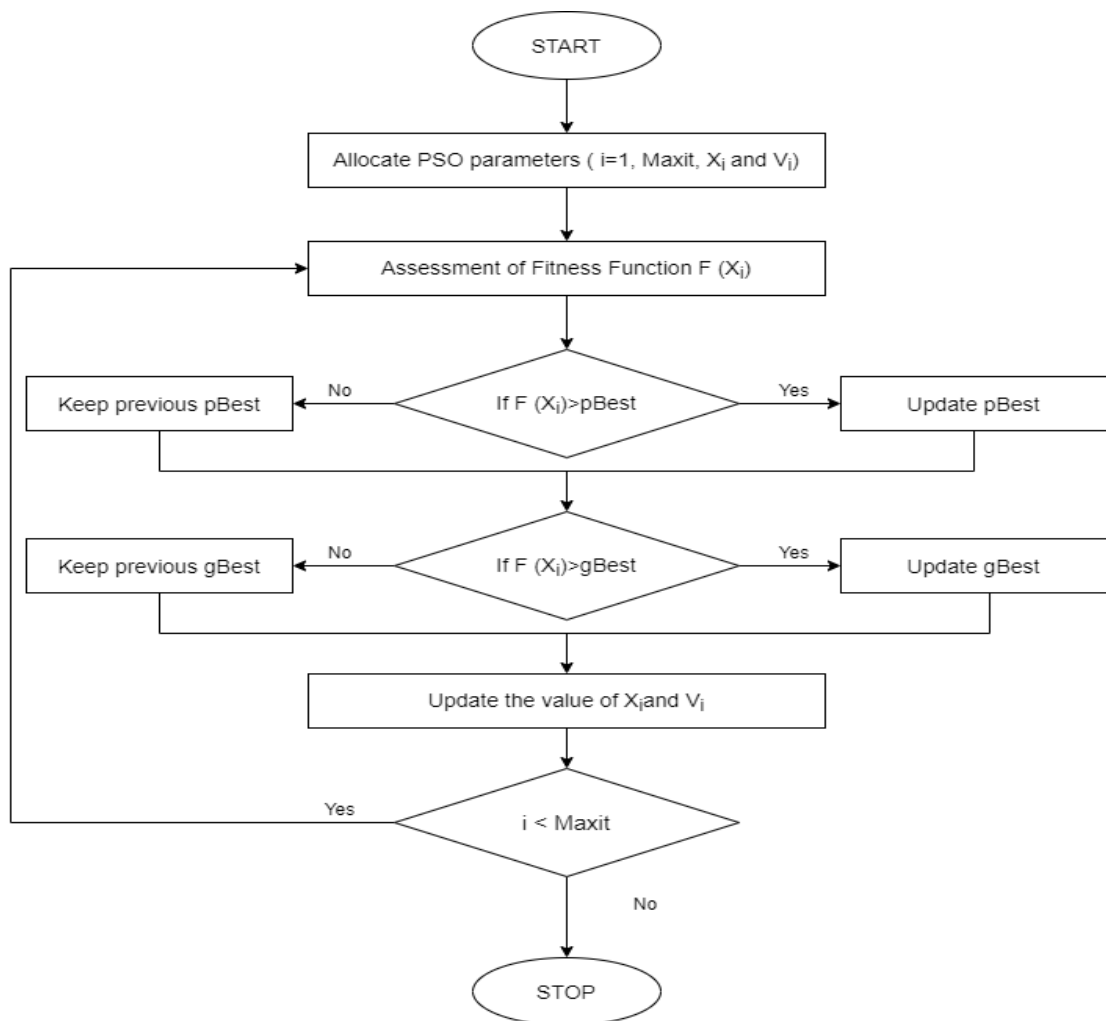 START
Allocate PSO parameters ( i=1, Maxit, Xᵢ and Vᵢ)
Assessment of Fitness Function F (Xᵢ)
No
Yes
Keep previous pBest
If F (Xᵢ)>pBest
Update pBest
No
Yes
Keep previous gBest
If F (Xᵢ)>gBest
Update gBest
Update the value of Xᵢand Vᵢ
Yes
i < Maxit
No
STOP